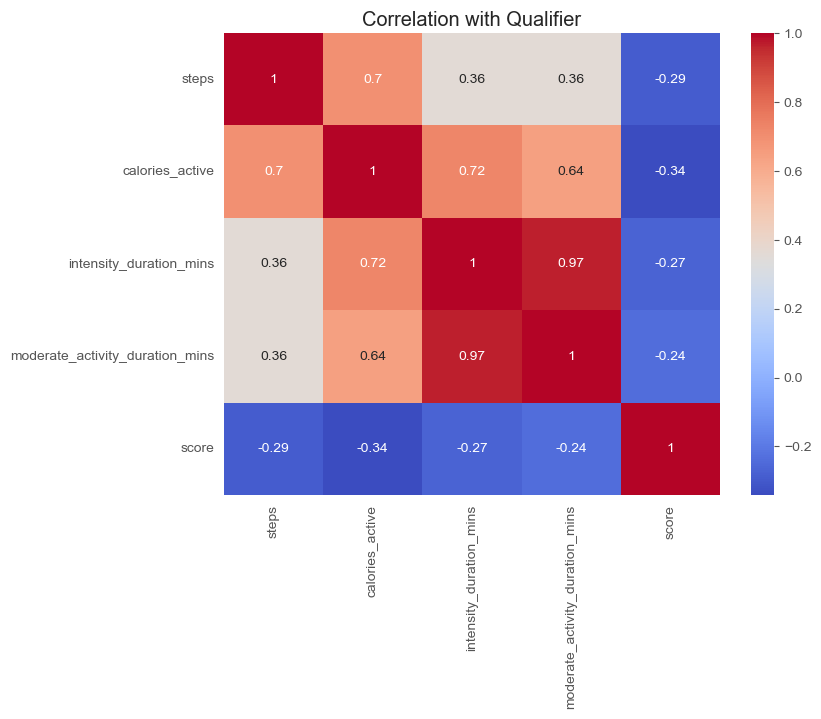 Correlation with Qualifier
steps
1
0.7
0.36
0.36
-0.29
calories_active
0.7
1
0.72
0.64
-0.34
intensity_duration_mins
0.36
0.72
1
0.97
-0.27
moderate_activity_duration_mins
0.36
0.64
0.97
1
-0.24
score
-0.29
-0.34
-0.27
-0.24
1
steps
calories_active
intensity_duration_mins
moderate_activity_duration_mins
score
1.0
0.8
0.6
0.4
0.2
0.0
−0.2